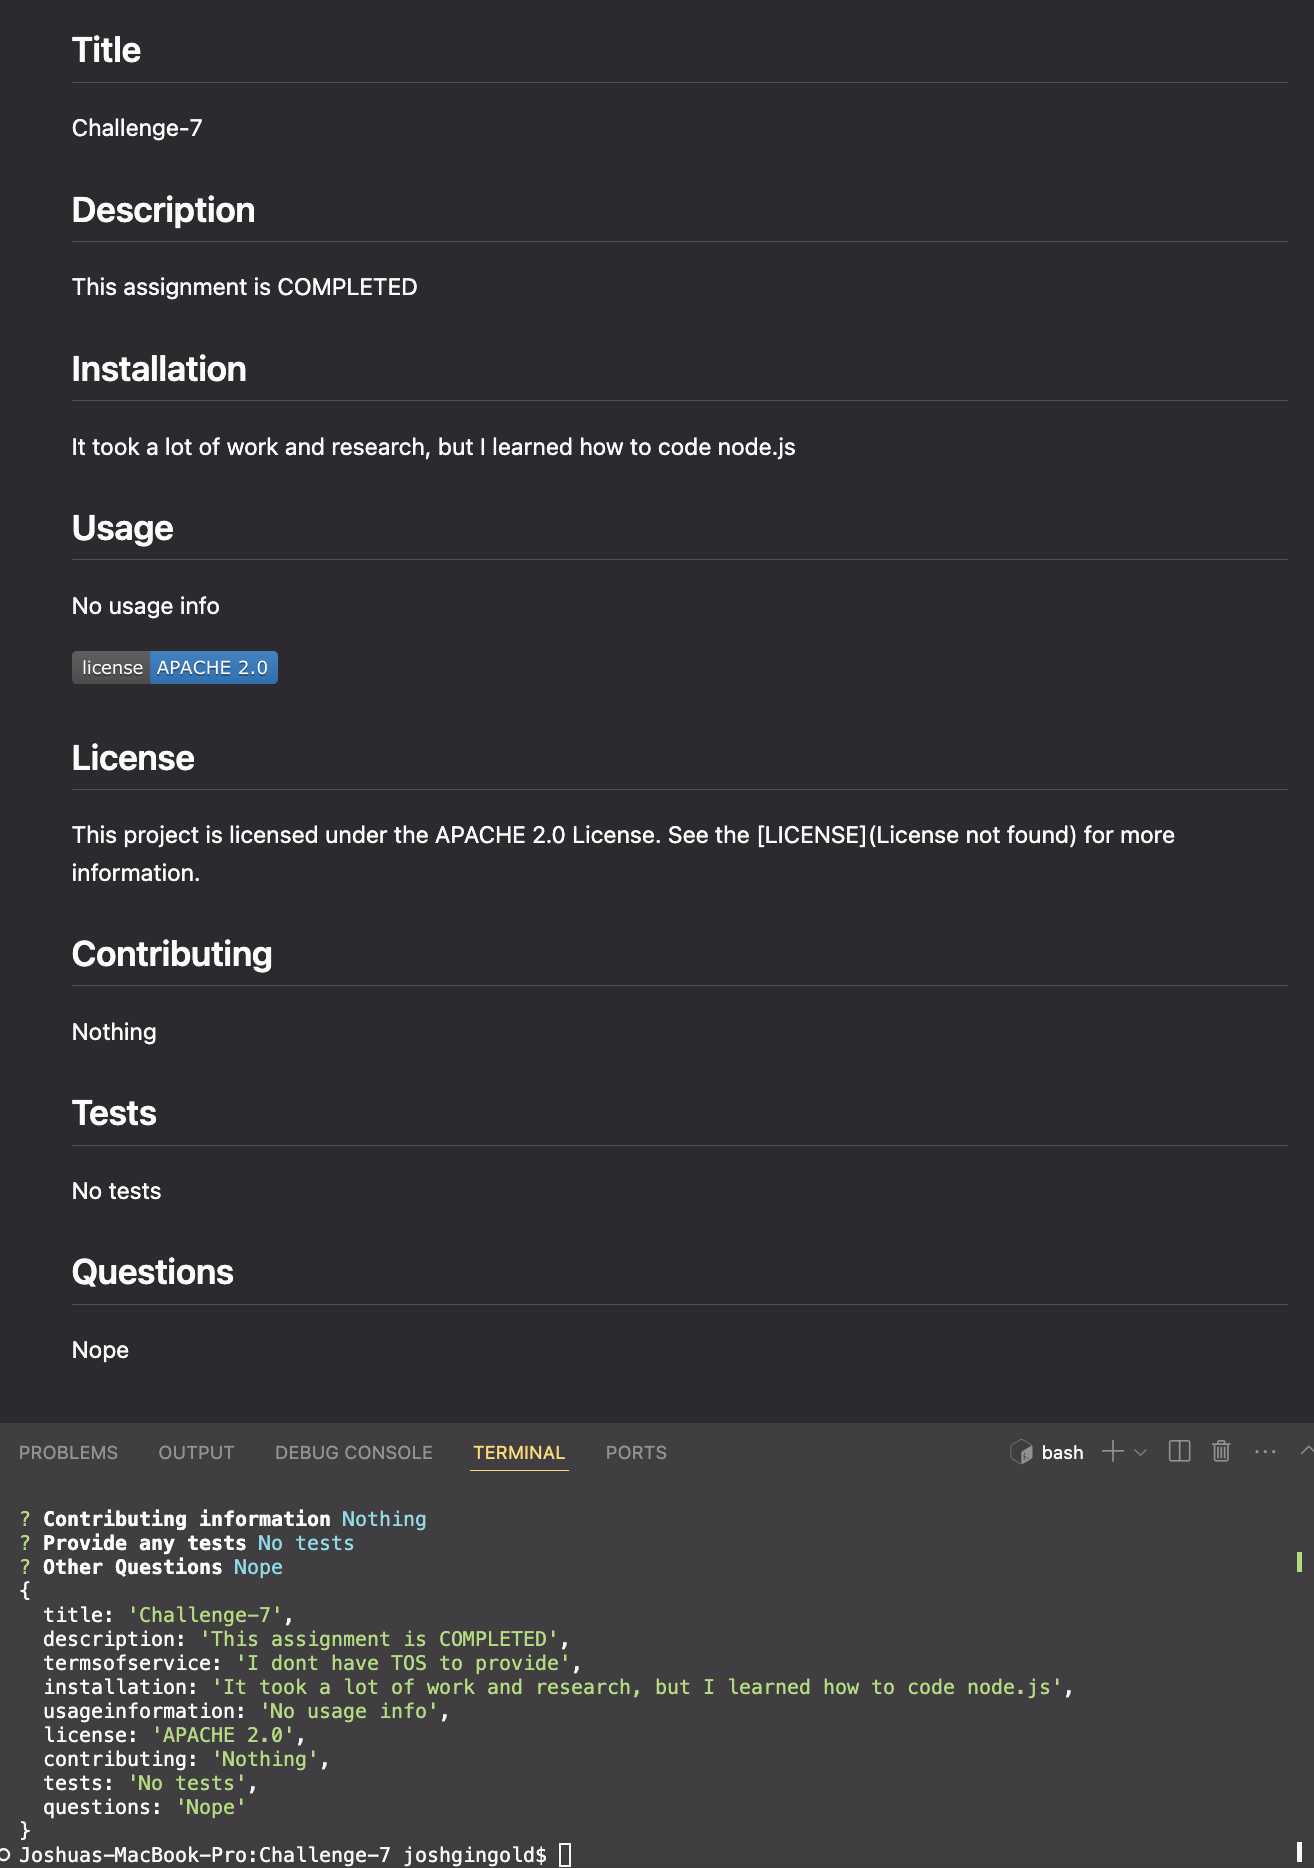 Title
Challenge-7
Description
This assignment is COMPLETED
Installation
It took a lot of work and research, but I learned how to code node.js
Usage
No usage info
license APACHE 2.0
License
This project is licensed under the APACHE 2.0 License. See the [LICENSE](License not found) for more
information.
Contributing
Nothing
Tests
No tests
Questions
Nope
PROBLEMS OUTPUT DEBUG CONSOLE TERMINAL PORTS bash
? Contributing information Nothing
? Provide any tests No tests
? Other Questions Nope
{
title: 'Challenge-7',
description: 'This assignment is COMPLETED',
termsofservice: 'I dont have TOS to provide',
installation: 'It took a lot of work and research, but I learned how to code node.js',
usageinformation: 'No usage info',
license: 'APACHE 2.0',
contributing: 'Nothing',
tests: 'No tests',
questions: 'Nope'
}
Joshuas-MacBook-Pro:Challenge-7 joshgingold$